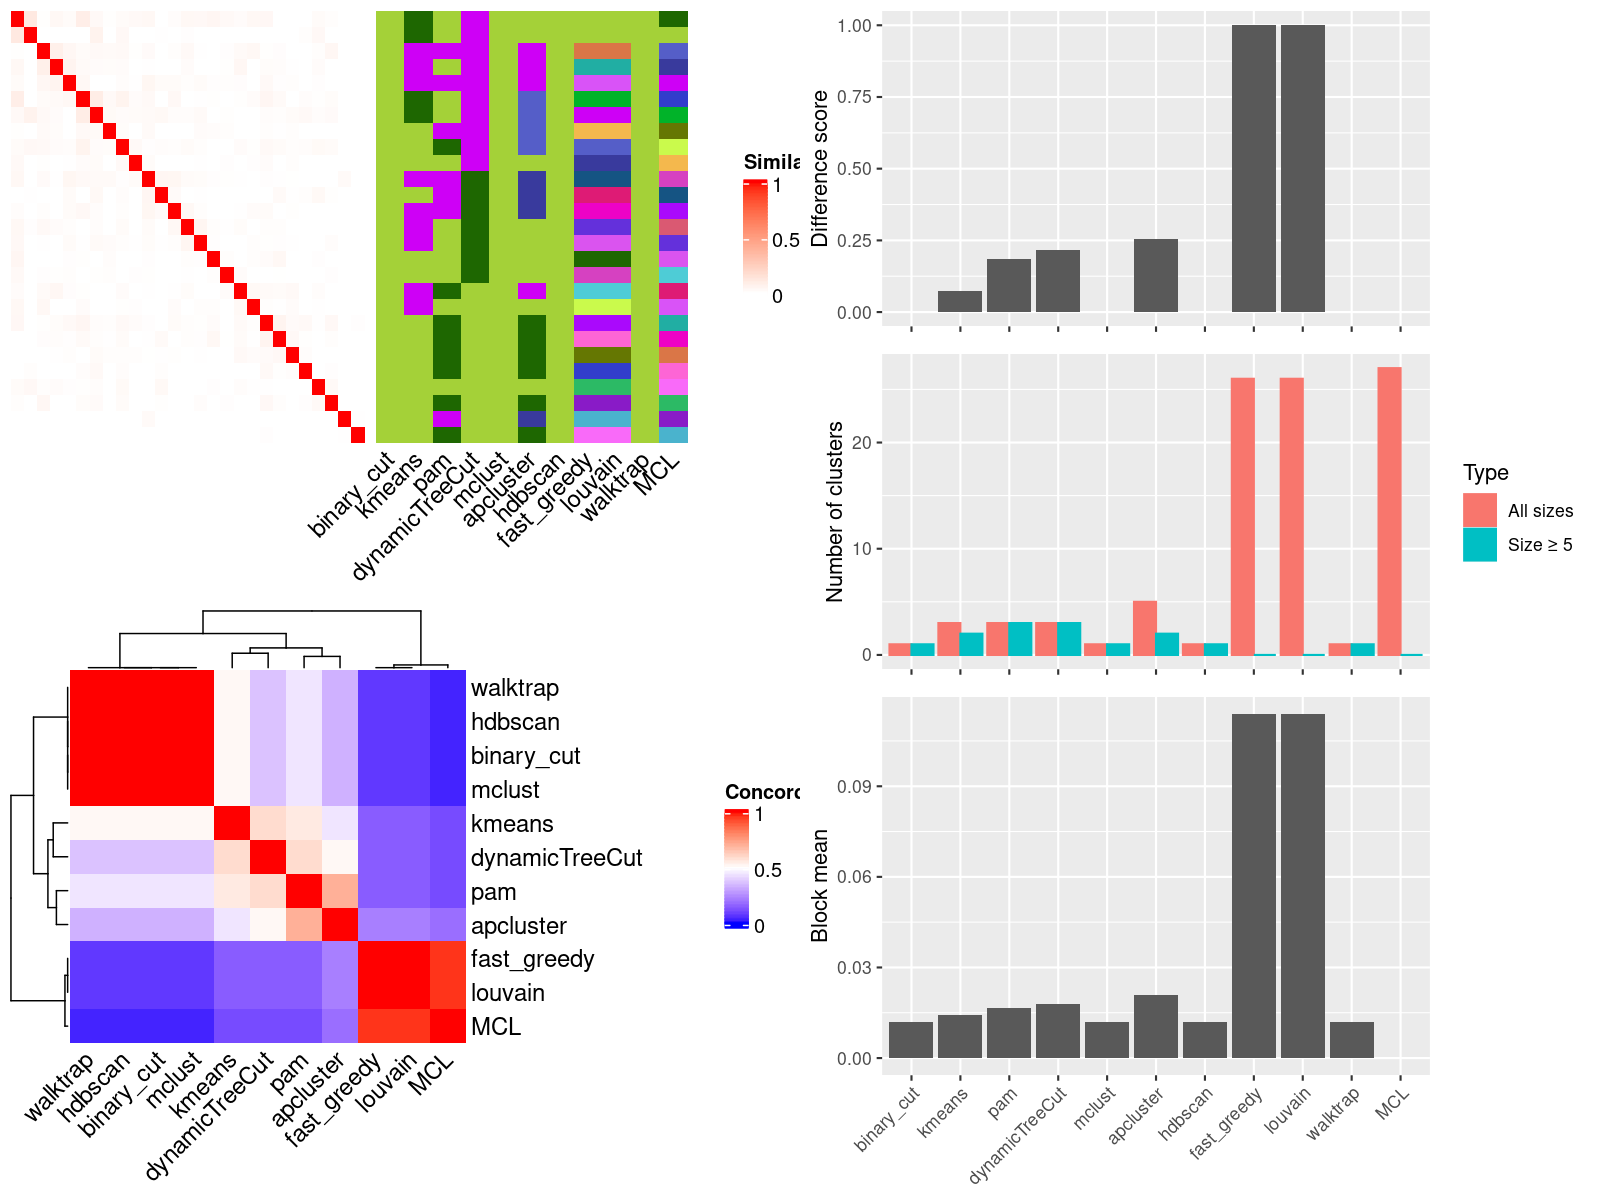 Simila
1
0.5
0
binary_cut
kmeans
pam
dynamicTreeCut
mclust
apcluster
hdbscan
fast_greedy
louvain
walktrap
MCL
walktrap
hdbscan
binary_cut
mclust
kmeans
dynamicTreeCut
pam
apcluster
fast_greedy
louvain
MCL
Concord
1
0.5
0
walktrap
hdbscan
binary_cut
mclust
kmeans
dynamicTreeCut
pam
apcluster
fast_greedy
louvain
MCL
Difference score
1.00
0.75
0.50
0.25
0.00
Number of clusters
20
10
0
Type
All sizes
Size ≥ 5
Block mean
0.09
0.06
0.03
0.00
binary_cut
kmeans
pam
dynamicTreeCut
mclust
apcluster
hdbscan
fast_greedy
louvain
walktrap
MCL